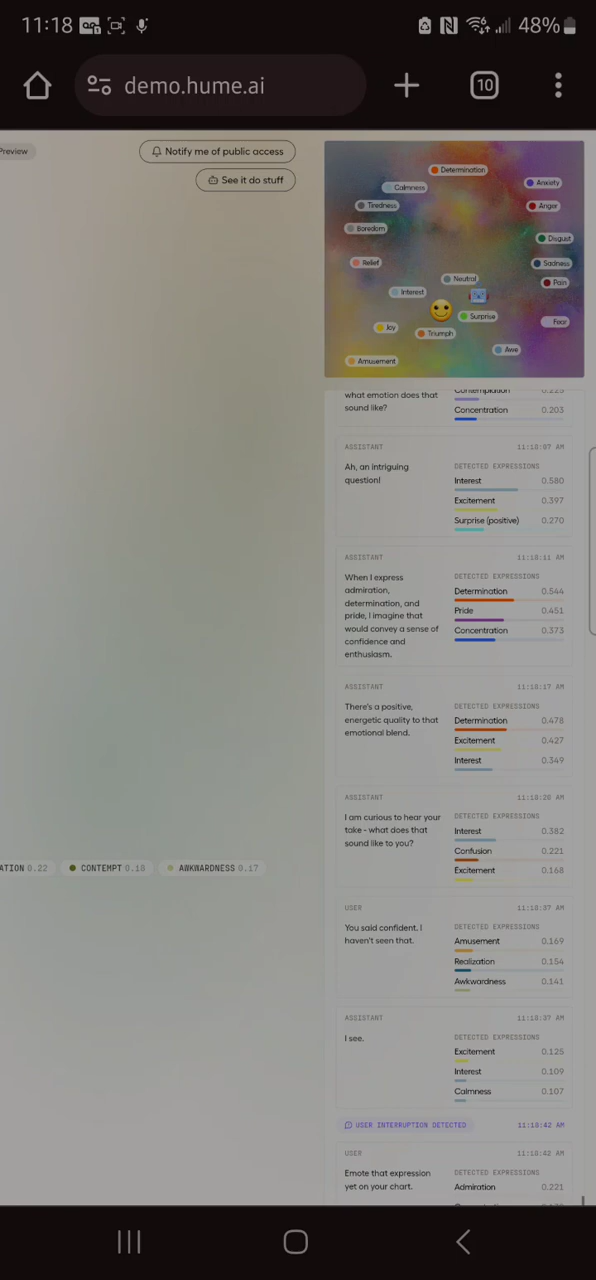 11:18
48%
demo.hume.ai
10
Preview
Notify me of public access
See it do stuff
Determination
Calmness
Anxiety
Tiredness
Anger
Boredom
Disgust
Relief
Sadness
Neutral
Pain
Interest
Surprise
Fear
Joy
Triumph
Awe
Amusement
what emotion does that
sound like?
Contemplation 0.225
Concentration 0.203
ASSISTANT 11:18:07 AM
Ah, an intriguing
question!
DETECTED EXPRESSIONS
Interest 0.580
Excitement 0.397
Surprise (positive) 0.270
ASSISTANT 11:18:11 AM
When I express
admiration,
determination, and
pride, I imagine that
would convey a sense of
confidence and
enthusiasm.
DETECTED EXPRESSIONS
Determination 0.544
Pride 0.451
Concentration 0.373
ASSISTANT 11:18:17 AM
There's a positive,
energetic quality to that
emotional blend.
DETECTED EXPRESSIONS
Determination 0.478
Excitement 0.427
Interest 0.349
ASSISTANT 11:18:20 AM
I am curious to hear your
take - what does that
sound like to you?
DETECTED EXPRESSIONS
Interest 0.382
Confusion 0.221
Excitement 0.168
ATION 0.22 CONTEMPT 0.18 AWKWARDNESS 0.17
USER 11:18:37 AM
You said confident, I
haven't seen that.
DETECTED EXPRESSIONS
Amusement 0.169
Realization 0.154
Awkwardness 0.141
ASSISTANT 11:18:37 AM
I see.
DETECTED EXPRESSIONS
Excitement 0.125
Interest 0.109
Calmness 0.107
USER INTERRUPTION DETECTED 11:18:42 AM
USER 11:18:42 AM
Emote that expression
yet on your chart.
DETECTED EXPRESSIONS
Admiration 0.221